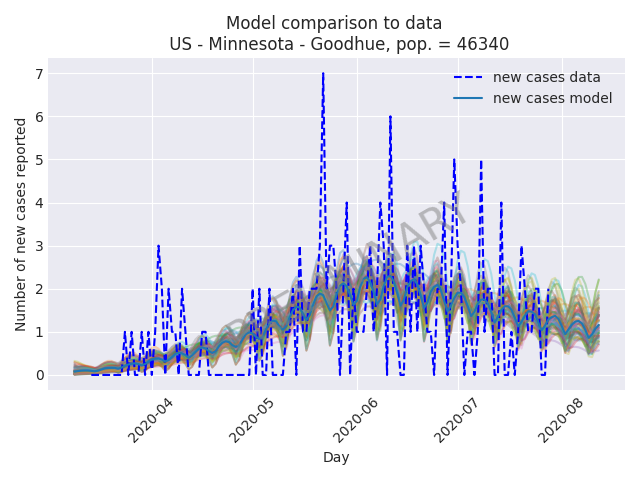 Model comparison to data
US - Minnesota - Goodhue, pop. = 46340
Number of new cases reported
7
6
5
4
3
2
1
0
new cases data
new cases model
2020-04
2020-05
2020-06
2020-07
2020-08
Day